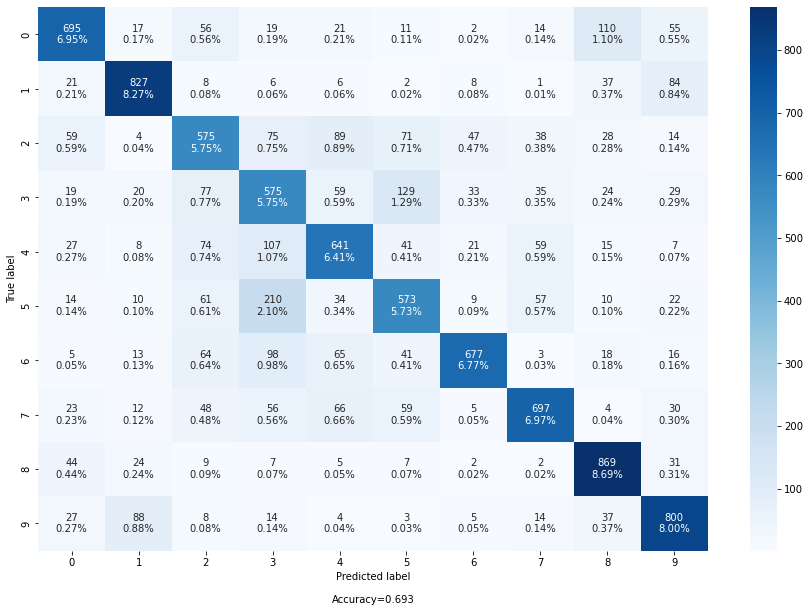 0 695 17 56 19 21 11 2 14 110 55
6.95% 0.17% 0.56% 0.19% 0.21% 0.11% 0.02% 0.14% 1.10% 0.55%
1 21 827 8 6 6 2 8 1 37 84
0.21% 8.27% 0.08% 0.06% 0.06% 0.02% 0.08% 0.01% 0.37% 0.84%
2 59 4 575 75 89 71 47 38 28 14
0.59% 0.04% 5.75% 0.75% 0.89% 0.71% 0.47% 0.38% 0.28% 0.14%
3 19 20 77 575 59 129 33 35 24 29
0.19% 0.20% 0.77% 5.75% 0.59% 1.29% 0.33% 0.35% 0.24% 0.29%
4 27 8 74 107 641 41 21 59 15 7
0.27% 0.08% 0.74% 1.07% 6.41% 0.41% 0.21% 0.59% 0.15% 0.07%
True label
5 14 10 61 210 34 573 9 57 10 22
0.14% 0.10% 0.61% 2.10% 0.34% 5.73% 0.09% 0.57% 0.10% 0.22%
6 5 13 64 98 65 41 677 3 18 16
0.05% 0.13% 0.64% 0.98% 0.65% 0.41% 6.77% 0.03% 0.18% 0.16%
7 23 12 48 56 66 59 5 697 4 30
0.23% 0.12% 0.48% 0.56% 0.66% 0.59% 0.05% 6.97% 0.04% 0.30%
8 44 24 9 7 5 7 2 2 869 31
0.44% 0.24% 0.09% 0.07% 0.05% 0.07% 0.02% 0.02% 8.69% 0.31%
9 27 88 8 14 4 3 5 14 37 800
0.27% 0.88% 0.08% 0.14% 0.04% 0.03% 0.05% 0.14% 0.37% 8.00%
0 1 2 3 4 5 6 7 8 9
Predicted label
Accuracy=0.693
800
700
600
500
400
300
200
100